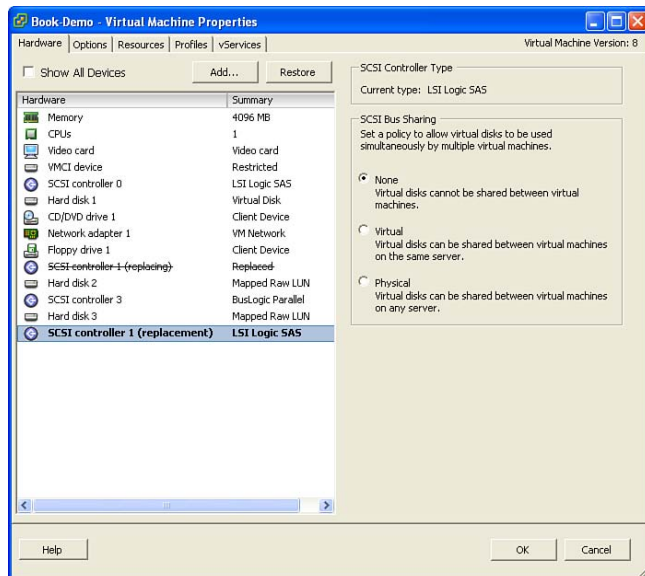 Book-Demo - Virtual Machine Properties
Hardware Options Resources Profiles vServices Virtual Machine Version: 8
Show All Devices Add... Restore
Hardware Summary
Memory 4096 MB
CPUs 1
Video card Video card
VMCI device Restricted
SCSI controller 0 LSI Logic SAS
Hard disk 1 Virtual Disk
CD/DVD drive 1 Client Device
Network adapter 1 VM Network
Floppy drive 1 Client Device
SCSI controller 1 (replacing) Replaced
Hard disk 2 Mapped Raw LUN
SCSI controller 3 BusLogic Parallel
Hard disk 3 Mapped Raw LUN
SCSI controller 1 (replacement) LSI Logic SAS
SCSI Controller Type
Current type: LSI Logic SAS
SCSI Bus Sharing
Set a policy to allow virtual disks to be used
simultaneously by multiple virtual machines.
None
Virtual disks cannot be shared between virtual
machines.
Virtual
Virtual disks can be shared between virtual machines
on the same server.
Physical
Virtual disks can be shared between virtual machines
on any server.
Help OK Cancel